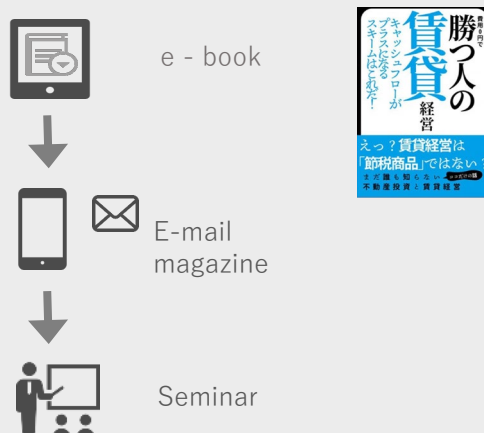 e - book
E-mail
magazine
Seminar
費用0円で
勝つ人の
賃貸
経営
キャッシュフローが
プラスになる
スキームはこれだ！
えっ？賃貸経営は
「節税商品」ではない？
まだ誰も知らない
不動産投資と賃貸経営